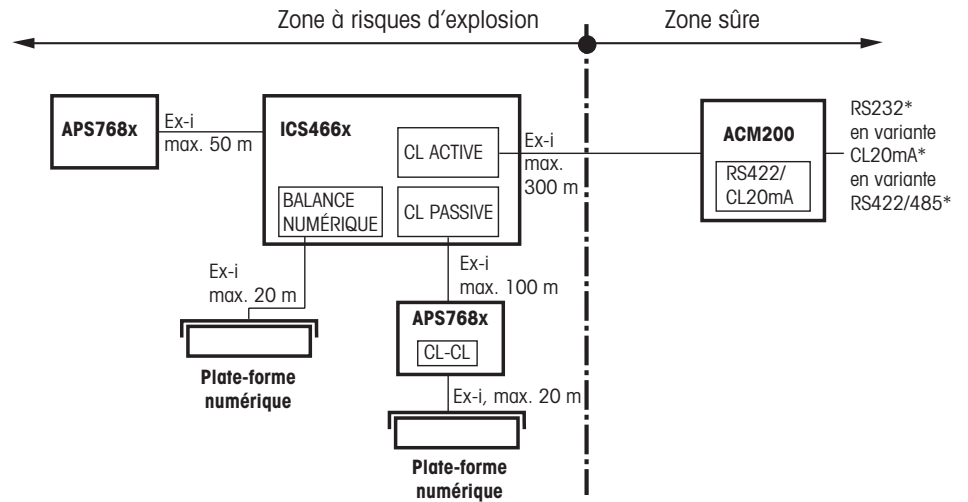 Zone à risques d'explosion
Zone sûre
APS768x
Ex-i
max. 50 m
ICS466x
CL ACTIVE
BALANCE
NUMÉRIQUE
CL PASSIVE
Ex-i
max.
300 m
ACM200
RS422/
CL20mA
RS232*
en variante
CL20mA*
en variante
RS422/485*
Ex-i
max. 20 m
Plate-forme
numérique
Ex-i
max. 100 m
APS768x
CL-CL
Ex-i, max. 20 m
Plate-forme
numérique